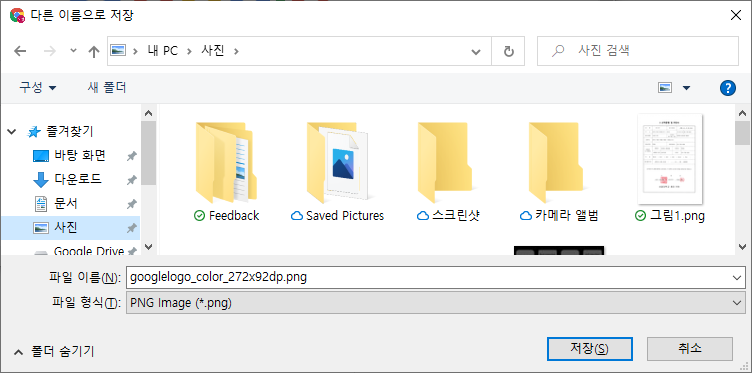 다른 이름으로 저장
내 PC
사진
사진 검색
구성
새 폴더
즐겨찾기
바탕 화면
다운로드
문서
사진
Google Drive
Feedback
Saved Pictures
스크린샷
카메라 앨범
그림1.png
파일 이름(N):
googlelogo_color_272x92dp.png
파일 형식(T):
PNG Image (*.png)
폴더 숨기기
저장(S)
취소